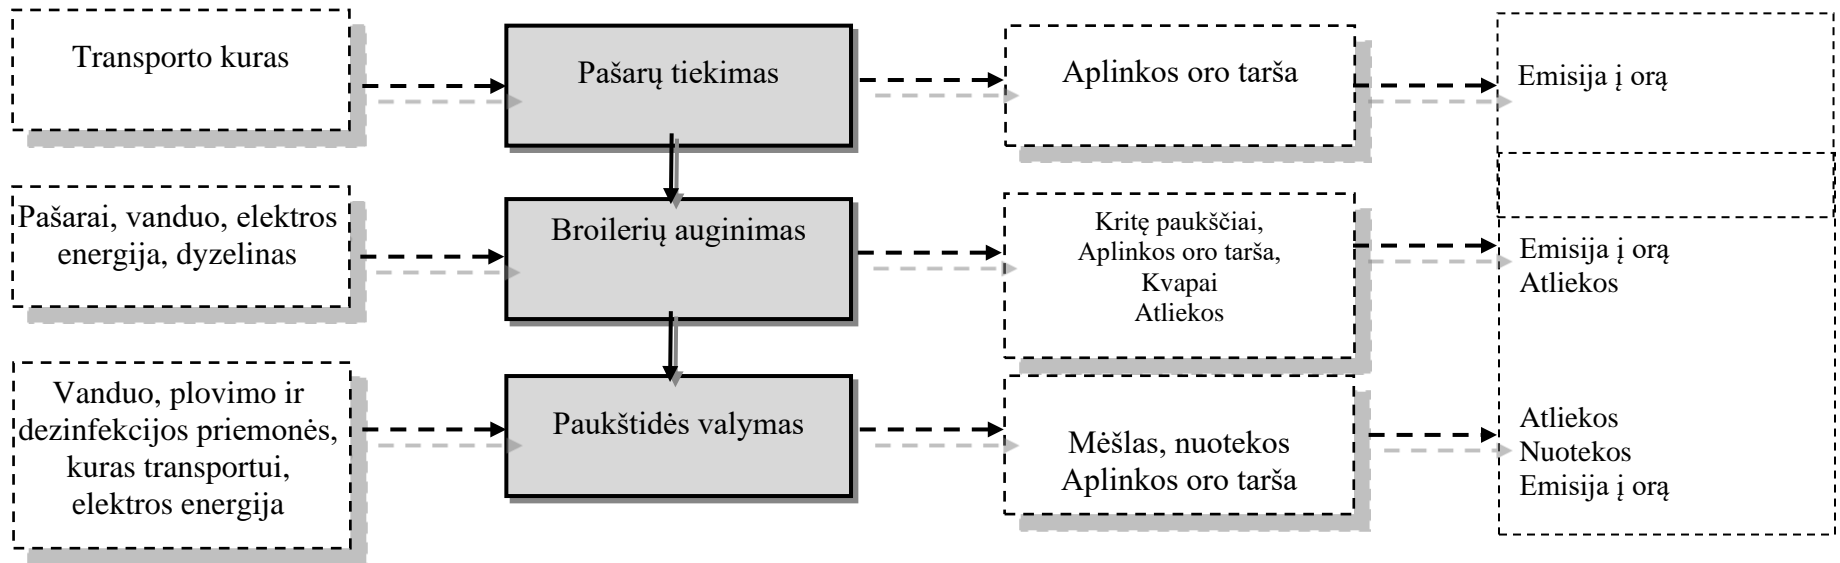 Transporto kuras
Pašarų tiekimas
Aplinkos oro tarša
Emisija į orą
Pašarai, vanduo, elektros
energija, dyzelinas
Broilerių auginimas
Kritę paukščiai,
Aplinkos oro tarša,
Kvapai
Atliekos
Emisija į orą
Atliekos
Vanduo, plovimo ir
dezinfekcijos priemonės,
kuras transportui,
elektros energija
Paukštidės valymas
Mėšlas, nuotekos
Aplinkos oro tarša
Atliekos
Nuotekos
Emisija į orą